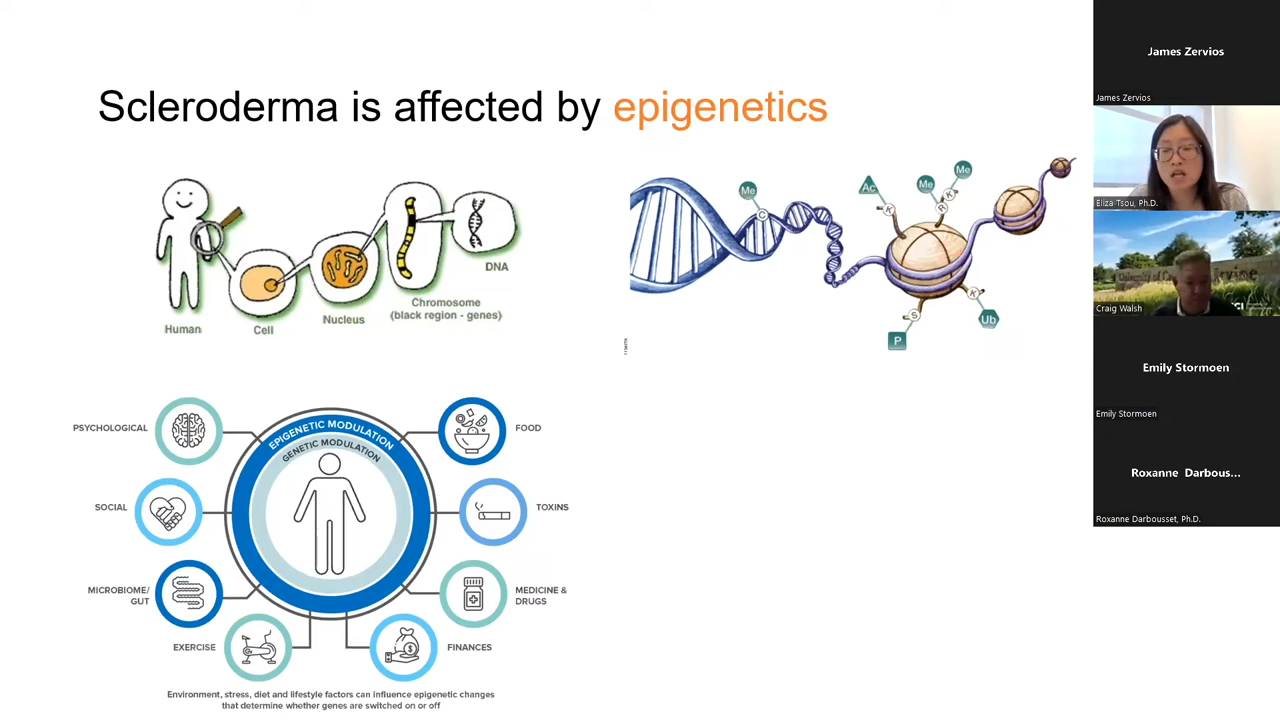 Scleroderma is affected by epigenetics
Human
Cell
Nucleus
Chromosome
(black region - genes)
DNA
Me
C
Ac
K
Me
R
Me
K
S
P
K
Ub
PSYCHOLOGICAL
SOCIAL
MICROBIOME/
GUT
EXERCISE
EPIGENETIC MODULATION
GENETIC MODULATION
FOOD
TOXINS
MEDICINE &
DRUGS
FINANCES
$
Environment, stress, diet and lifestyle factors can influence epigenetic changes
that determine whether genes are switched on or off
James Zervios
James Zervios
Eliza Tsou, Ph.D.
Craig Walsh
Emily Stormoen
Emily Stormoen
Roxanne Darbous...
Roxanne Darbousset, Ph.D.